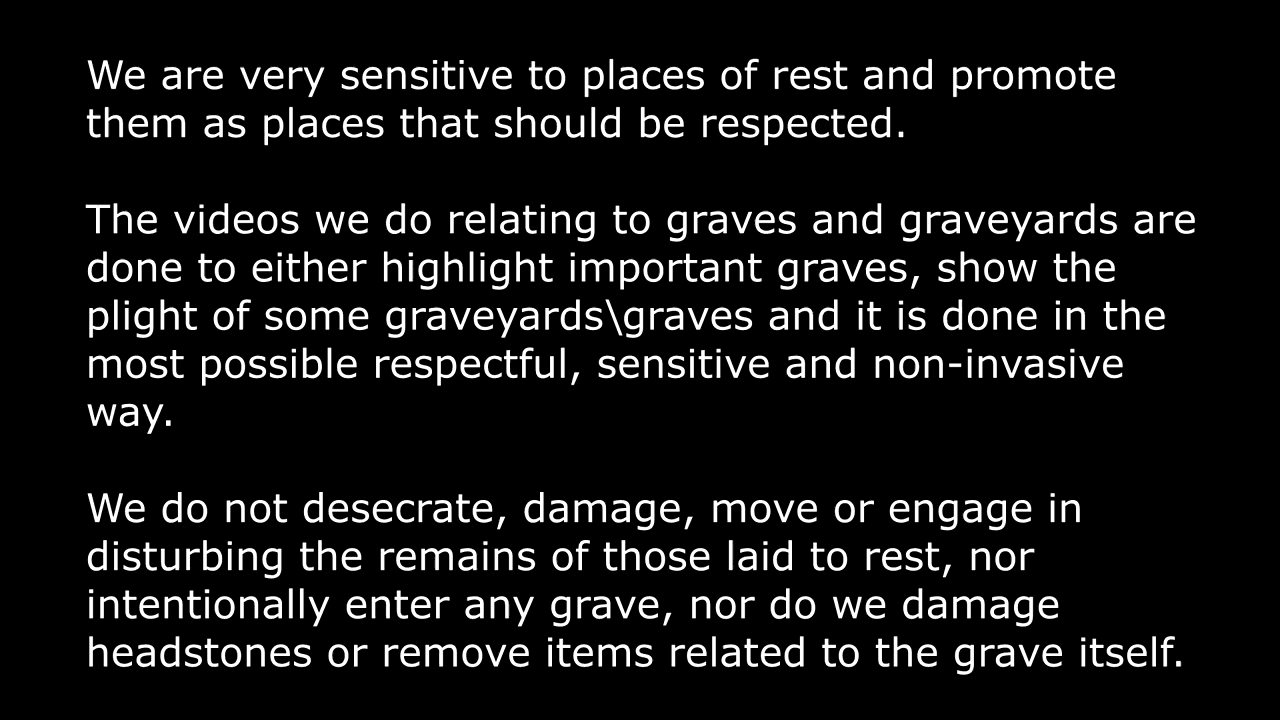 We are very sensitive to places of rest and promote
them as places that should be respected.
The videos we do relating to graves and graveyards are
done to either highlight important graves, show the
plight of some graveyards\graves and it is done in the
most possible respectful, sensitive and non-invasive
way.
We do not desecrate, damage, move or engage in
disturbing the remains of those laid to rest, nor
intentionally enter any grave, nor do we damage
headstones or remove items related to the grave itself.